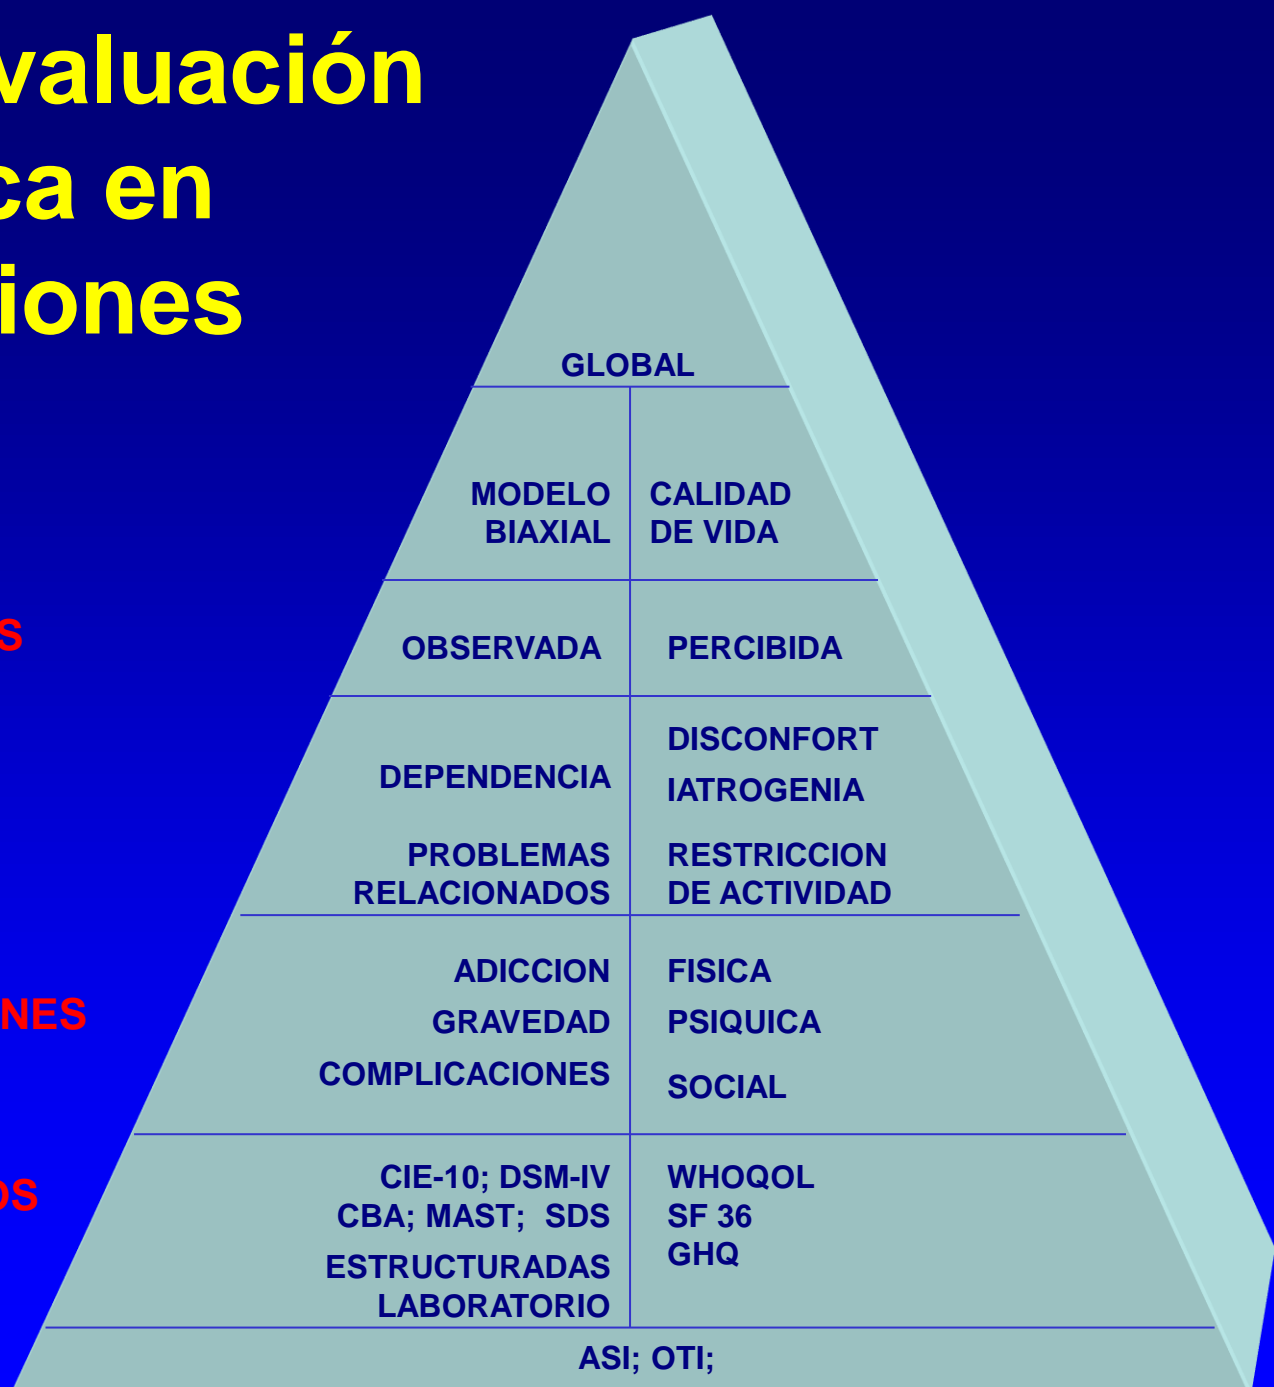 valuación
ca en
iones
GLOBAL
MODELO
BIAXIAL
CALIDAD
DE VIDA
S
OBSERVADA
PERCIBIDA
DEPENDENCIA
PROBLEMAS
RELACIONADOS
DISCONFORT
IATROGENIA
RESTRICCION
DE ACTIVIDAD
NES
ADICCION
GRAVEDAD
COMPLICACIONES
FISICA
PSIQUICA
SOCIAL
OS
CIE-10; DSM-IV
CBA; MAST; SDS
ESTRUCTURADAS
LABORATORIO
WHOQOL
SF 36
GHQ
ASI; OTI;